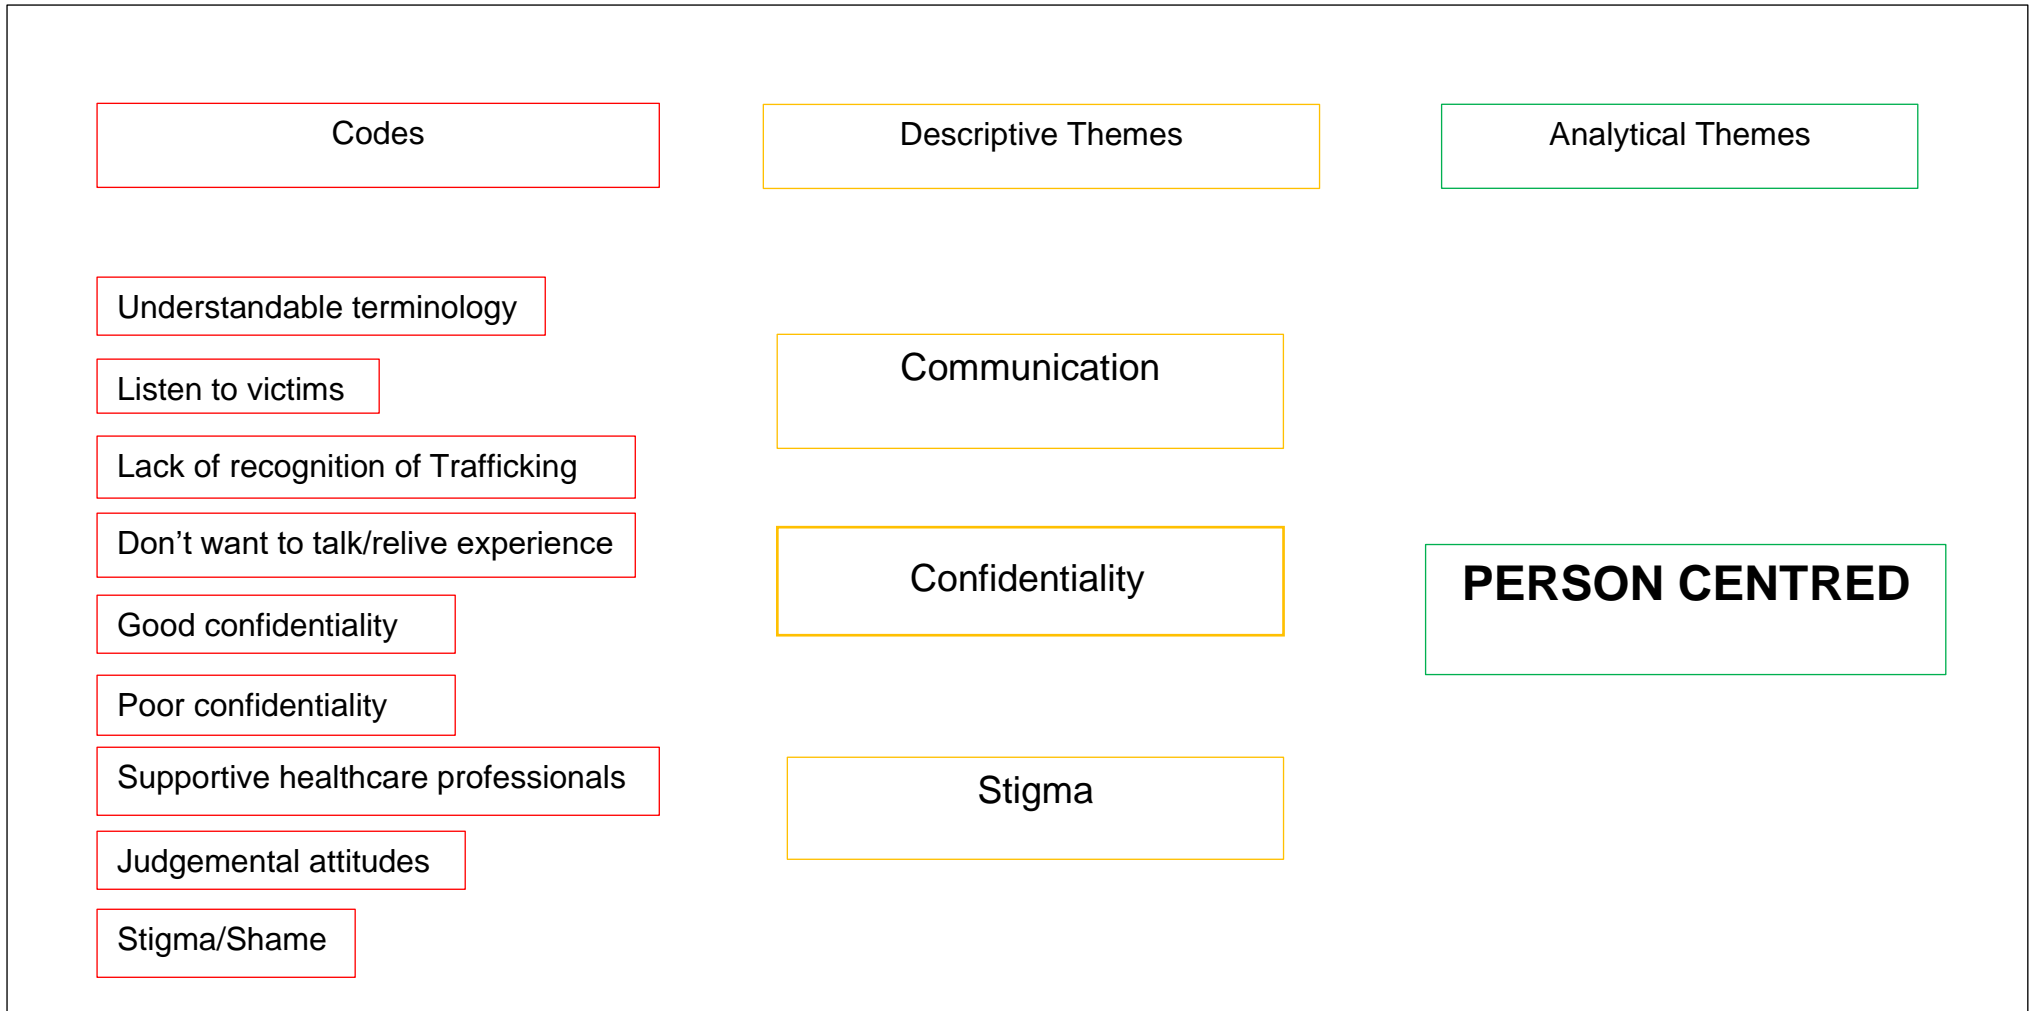 Codes
Descriptive Themes
Analytical Themes
Understandable terminology
Listen to victims
Lack of recognition of Trafficking
Don’t want to talk/relive experience
Good confidentiality
Poor confidentiality
Supportive healthcare professionals
Judgemental attitudes
Stigma/Shame
Communication
Confidentiality
Stigma
PERSON CENTRED